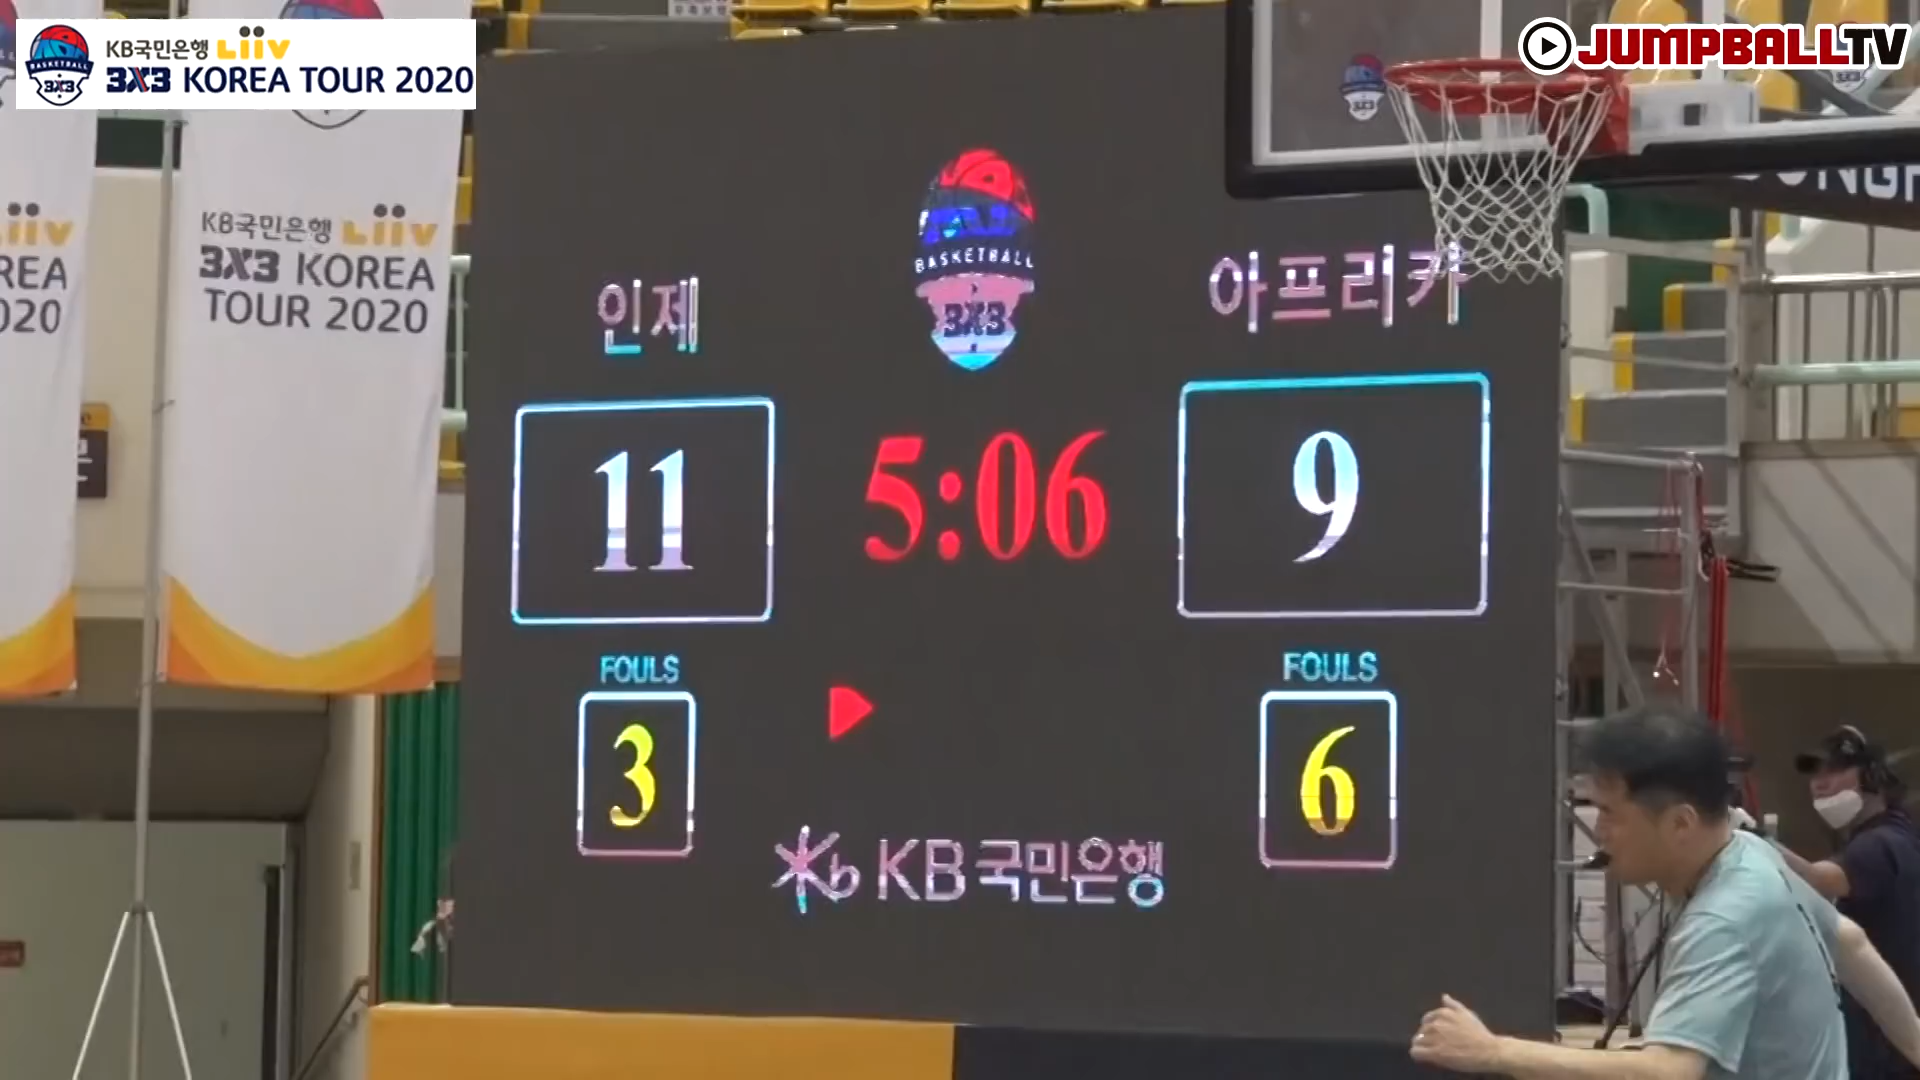 KB국민은행 Liiv
3X3 KOREA TOUR 2020
BASKETBALL
3X3
JUMPBALLTV
KB국민은행 Liiv
3X3 KOREA
TOUR 2020
인제
BASKETBALL
3X3
아프리카
11
5:06
9
FOULS
FOULS
3
6
KB국민은행